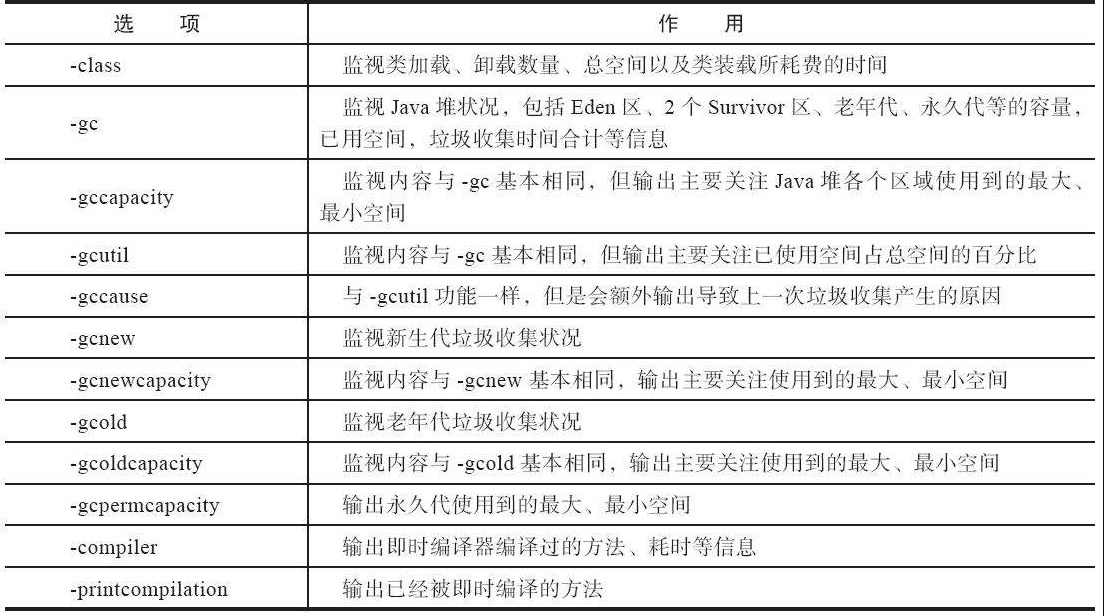 选 项 作 用
-class 监视类加载、卸载数量、总空间以及类装载所耗费的时间
-gc 监视 Java 堆状况，包括 Eden 区、2 个 Survivor 区、老年代、永久代等的容量，
已用空间，垃圾收集时间合计等信息
-gccapacity 监视内容与 -gc 基本相同，但输出主要关注 Java 堆各个区域使用到的最大、
最小空间
-gcutil 监视内容与 -gc 基本相同，但输出主要关注已使用空间占总空间的百分比
-gccause 与 -gcutil 功能一样，但是会额外输出导致上一次垃圾收集产生的原因
-gcnew 监视新生代垃圾收集状况
-gcnewcapacity 监视内容与 -gcnew 基本相同，输出主要关注使用到的最大、最小空间
-gcold 监视老年代垃圾收集状况
-gcoldcapacity 监视内容与 -gcold 基本相同，输出主要关注使用到的最大、最小空间
-gcpermcapacity 输出永久代使用到的最大、最小空间
-compiler 输出即时编译器编译过的方法、耗时等信息
-printcompilation 输出已经被即时编译的方法